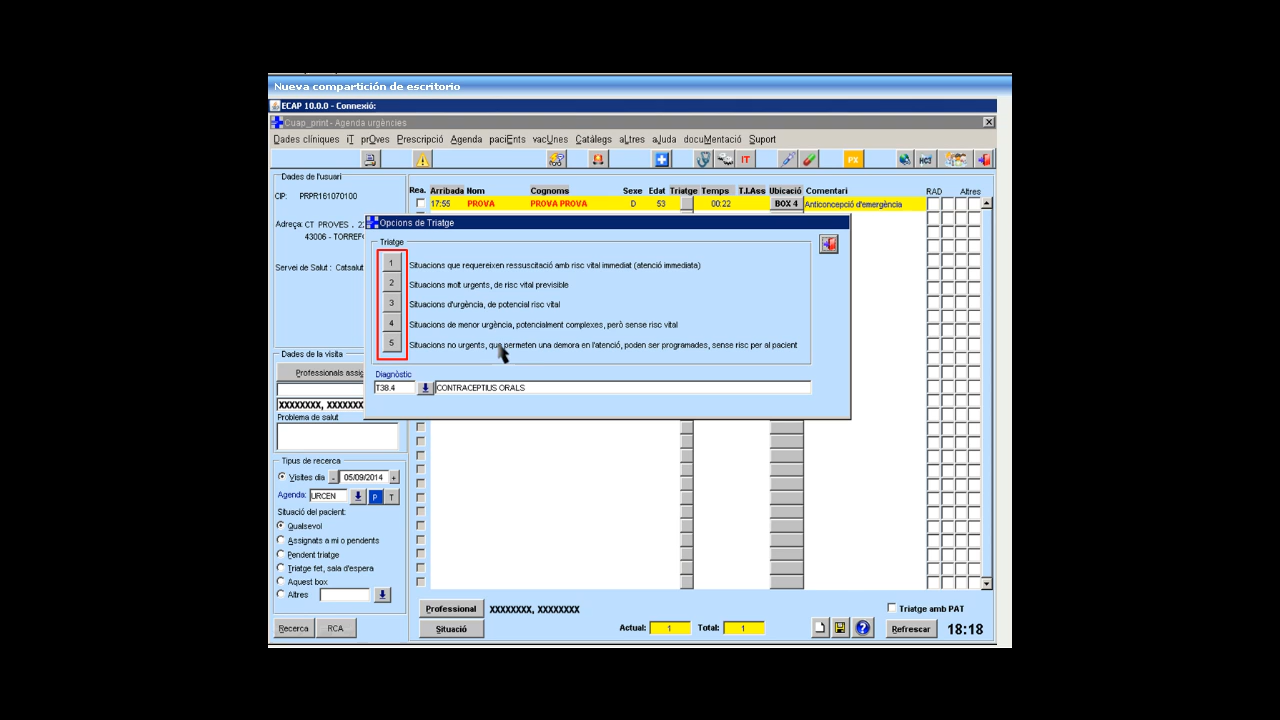 Nueva compartición de escritorio
ECAP 10.0.0 - Connexió:
Cuap_print - Agenda urgències
Dades clíniques iT prOves Prescripció Agenda paciEnts vacUnes Catàlegs aLtres aJuda docuMentació Suport
IT PX HC3
Dades de l'usuari
CIP: PRPR161070100
Adreça: CT PROVES . 2
43006 - TORREF
Servei de Salut : Catsalut
Rea. Arribada Nom Cognoms Sexe Edat Triatge Temps T.I.Ass Ubicació Comentari RAD Altres
17:55 PROVA PROVA PROVA D 53 00:22 BOX 4 Anticoncepció d'emergència
Opcions de Triatge
Triatge
1 Situacions que requereixen ressuscitació amb risc vital immediat (atenció immediata)
2 Situacions molt urgents, de risc vital previsible
3 Situacions d'urgència, de potencial risc vital
4 Situacions de menor urgència, potencialment complexes, però sense risc vital
5 Situacions no urgents, que permeten una demora en l'atenció, poden ser programades, sense risc per al pacient
Diagnòstic
T38.4 CONTRACEPTIUS ORALS
Dades de la visita
Professionals assig
XXXXXXXX, XXXXXXX
Problema de salut
Tipus de recerca
Visites dia - 05/09/2014 +
Agenda: URCEN P T
Situació del pacient:
Qualsevol
Assignats a mi o pendents
Pendent triatge
Triatge fet, sala d'espera
Aquest box
Altres
Recerca RCA
Professional XXXXXXXX, XXXXXXXX
Triatge amb PAT
Situació Actual: 1 Total: 1 Refrescar 18:18